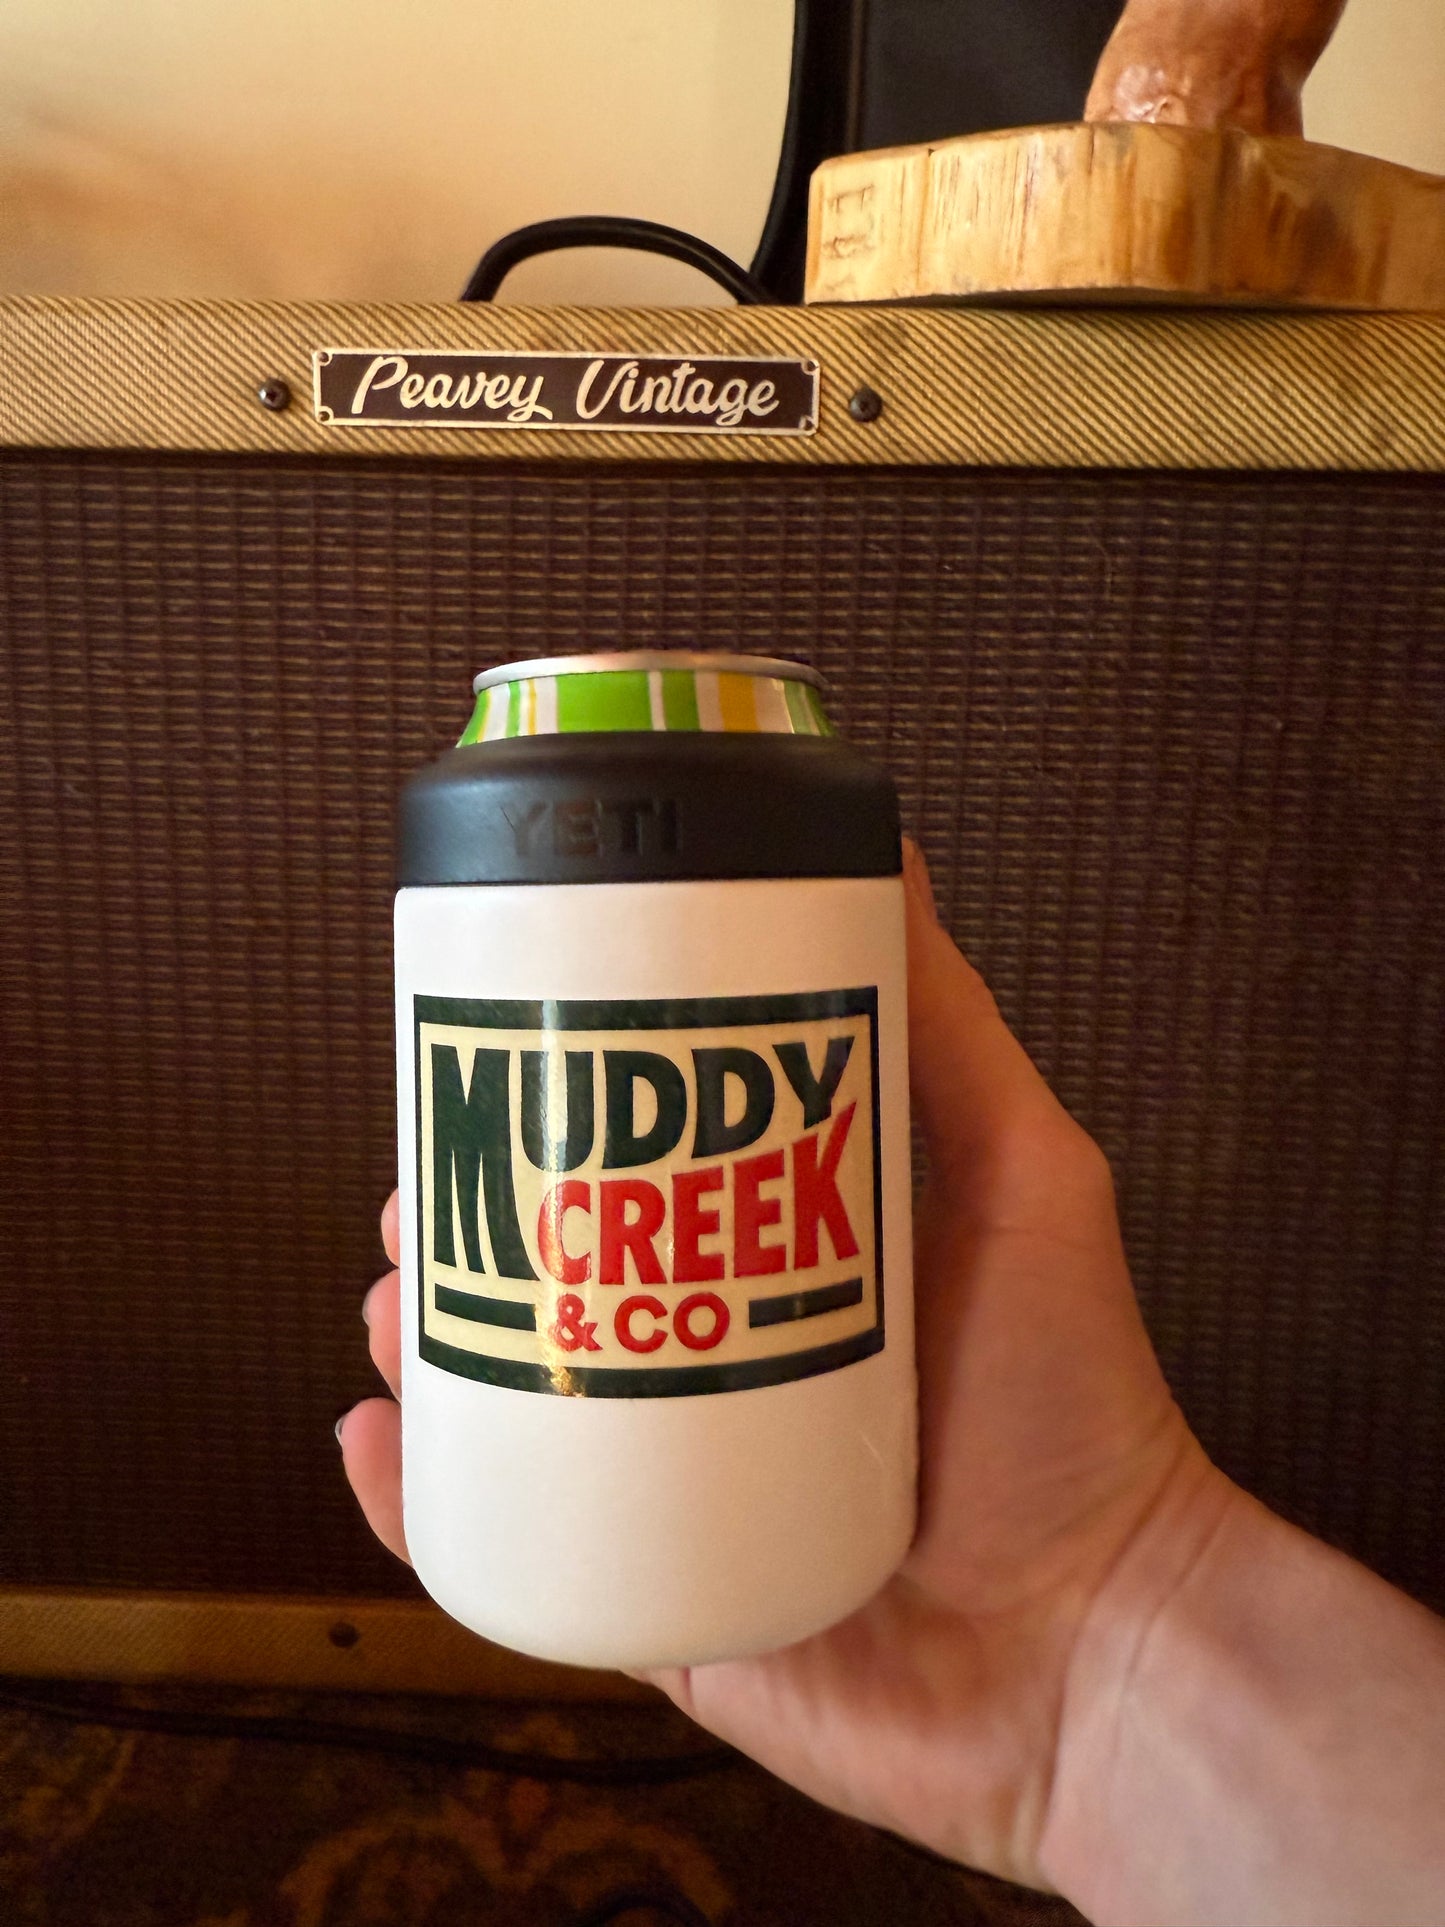 Peavey Vintage
YETI
MUDDY
CREEK
& CO